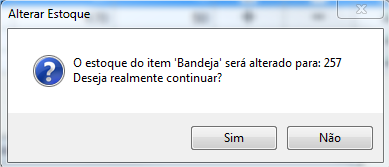 Alterar Estoque
O estoque do item 'Bandeja' será alterado para: 257
Deseja realmente continuar?
Sim
Não